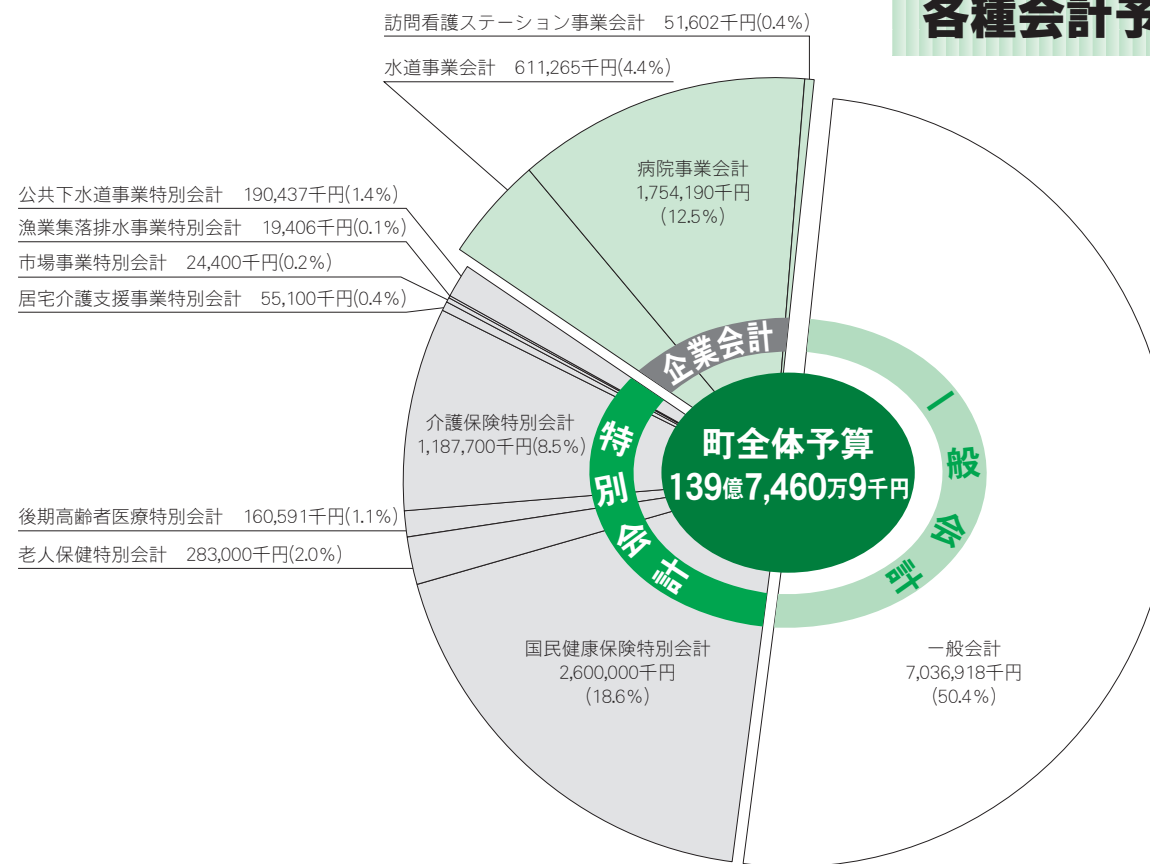 各種会計予
訪問看護ステーション事業会計　51,602千円(0.4%)
水道事業会計　611,265千円(4.4%)
病院事業会計
1,754,190千円
(12.5%)
公共下水道事業特別会計　190,437千円(1.4%)
漁業集落排水事業特別会計　19,406千円(0.1%)
市場事業特別会計　24,400千円(0.2%)
居宅介護支援事業特別会計　55,100千円(0.4%)
企業会計
一般会計
特別会計
町全体予算
139億7,460万9千円
介護保険特別会計
1,187,700千円(8.5%)
後期高齢者医療特別会計　160,591千円(1.1%)
老人保健特別会計　283,000千円(2.0%)
国民健康保険特別会計
2,600,000千円
(18.6%)
一般会計
7,036,918千円
(50.4%)